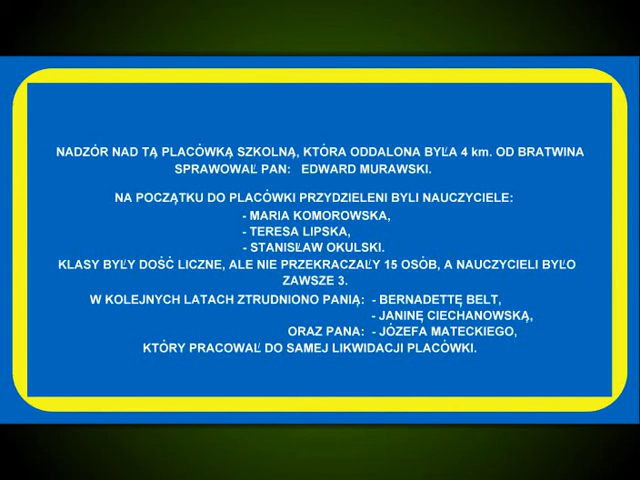 NADZÓR NAD TĄ PLACÓWKĄ SZKOLNĄ, KTÓRA ODDALONA BYŁA 4 km. OD BRATWINA
SPRAWOWAŁ PAN: EDWARD MURAWSKI.
NA POCZĄTKU DO PLACÓWKI PRZYDZIELENI BYLI NAUCZYCIELE:
- MARIA KOMOROWSKA,
- TERESA LIPSKA,
- STANISŁAW OKULSKI.
KLASY BYŁY DOŚĆ LICZNE, ALE NIE PRZEKRACZAŁY 15 OSÓB, A NAUCZYCIELI BYŁO
ZAWSZE 3.
W KOLEJNYCH LATACH ZTRUDNIONO PANIĄ: - BERNADETTĘ BELT,
- JANINĘ CIECHANOWSKĄ,
ORAZ PANA: - JÓZEFA MATECKIEGO,
KTÓRY PRACOWAŁ DO SAMEJ LIKWIDACJI PLACÓWKI.